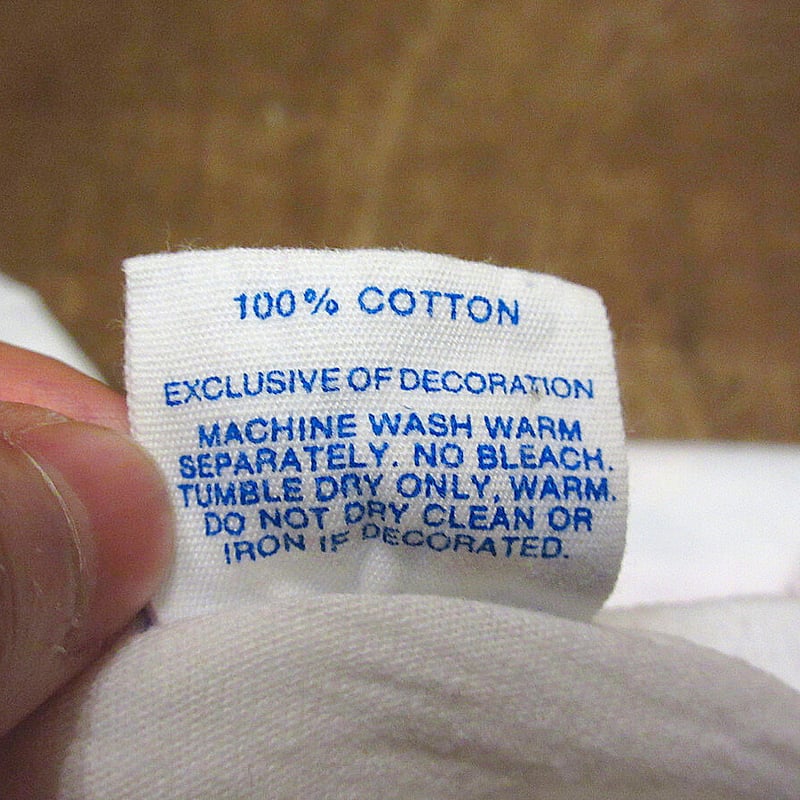 100% COTTON
EXCLUSIVE OF DECORATION
MACHINE WASH WARM
SEPARATELY. NO BLEACH.
TUMBLE DRY ONLY, WARM.
DO NOT DRY CLEAN OR
IRON IF DECORATED.